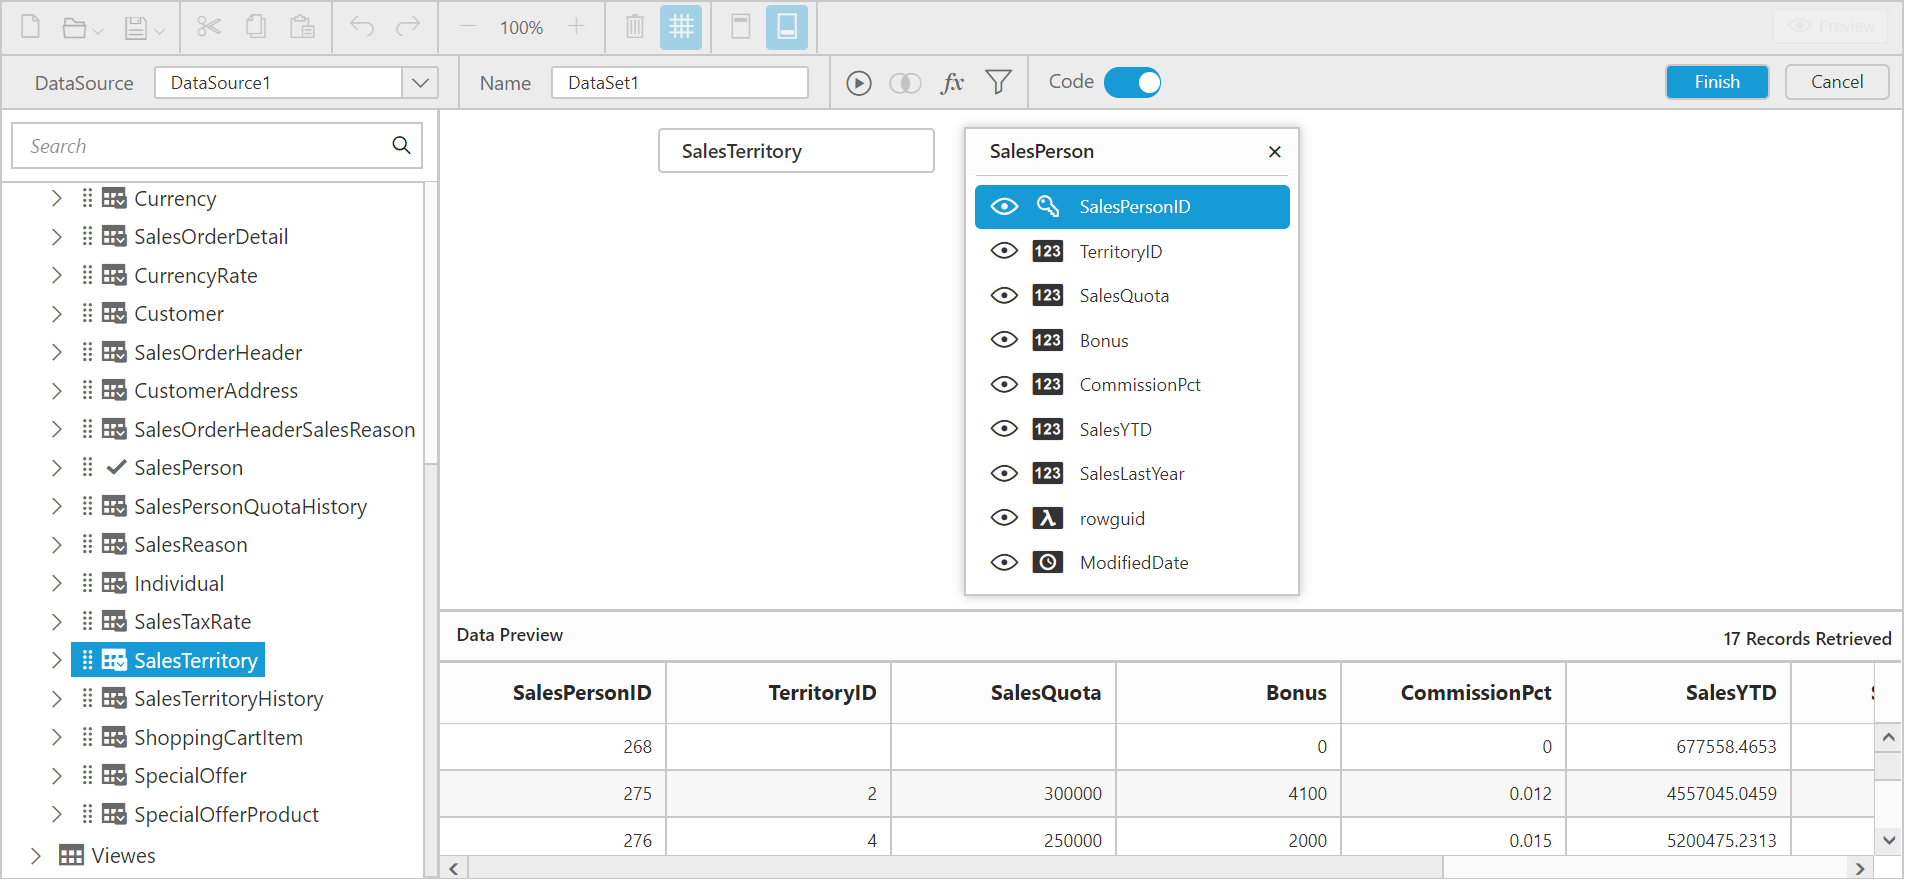 100%
Preview
DataSource
DataSource1
Name
DataSet1
fx
Code
Finish
Cancel
Search
Currency
SalesOrderDetail
CurrencyRate
Customer
SalesOrderHeader
CustomerAddress
SalesOrderHeaderSalesReason
SalesPerson
SalesPersonQuotaHistory
SalesReason
Individual
SalesTaxRate
SalesTerritory
SalesTerritoryHistory
ShoppingCartItem
SpecialOffer
SpecialOfferProduct
Viewes
SalesTerritory
SalesPerson
SalesPersonID
123 TerritoryID
123 SalesQuota
123 Bonus
123 CommissionPct
123 SalesYTD
123 SalesLastYear
λ rowguid
ModifiedDate
Data Preview
17 Records Retrieved
SalesPersonID TerritoryID SalesQuota Bonus CommissionPct SalesYTD
268 0 0 677558.4653
275 2 300000 4100 0.012 4557045.0459
276 4 250000 2000 0.015 5200475.2313